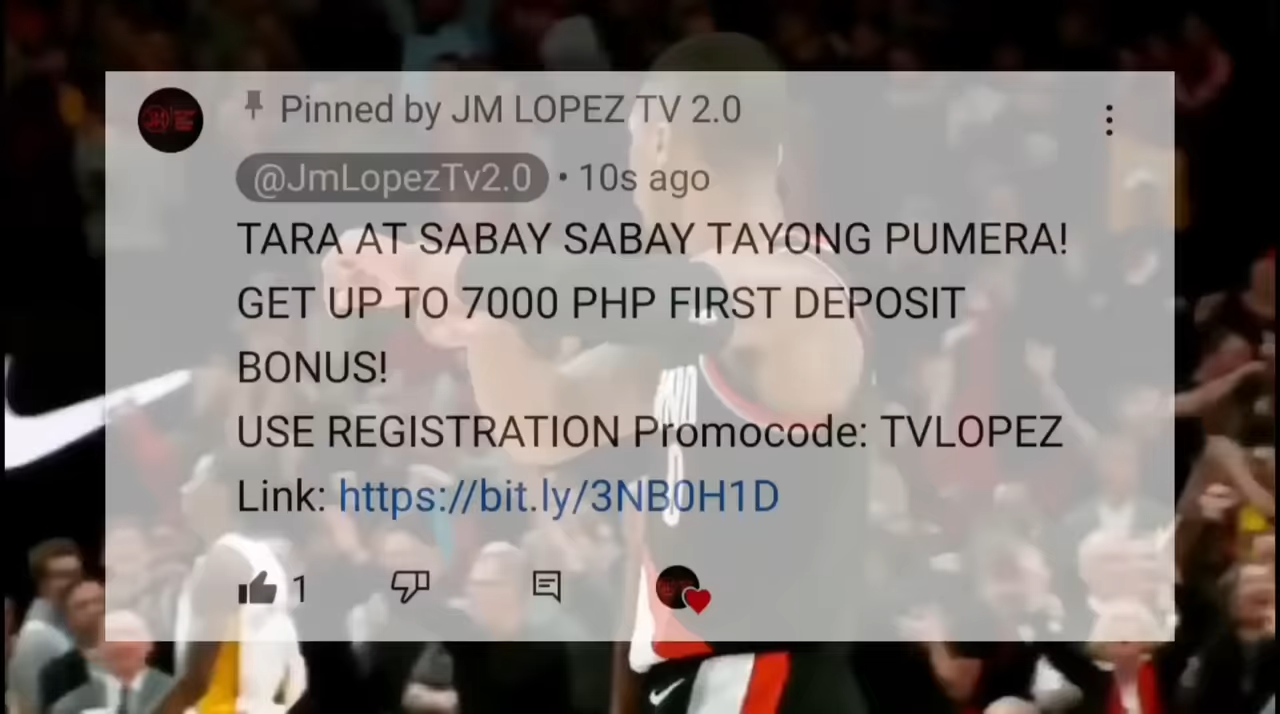 Pinned by JM LOPEZ TV 2.0
@JmLopezTv2.0 • 10s ago
TARA AT SABAY SABAY TAYONG PUMERA!
GET UP TO 7000 PHP FIRST DEPOSIT
BONUS!
USE REGISTRATION Promocode: TVLOPEZ
Link: https://bit.ly/3NB0H1D
1